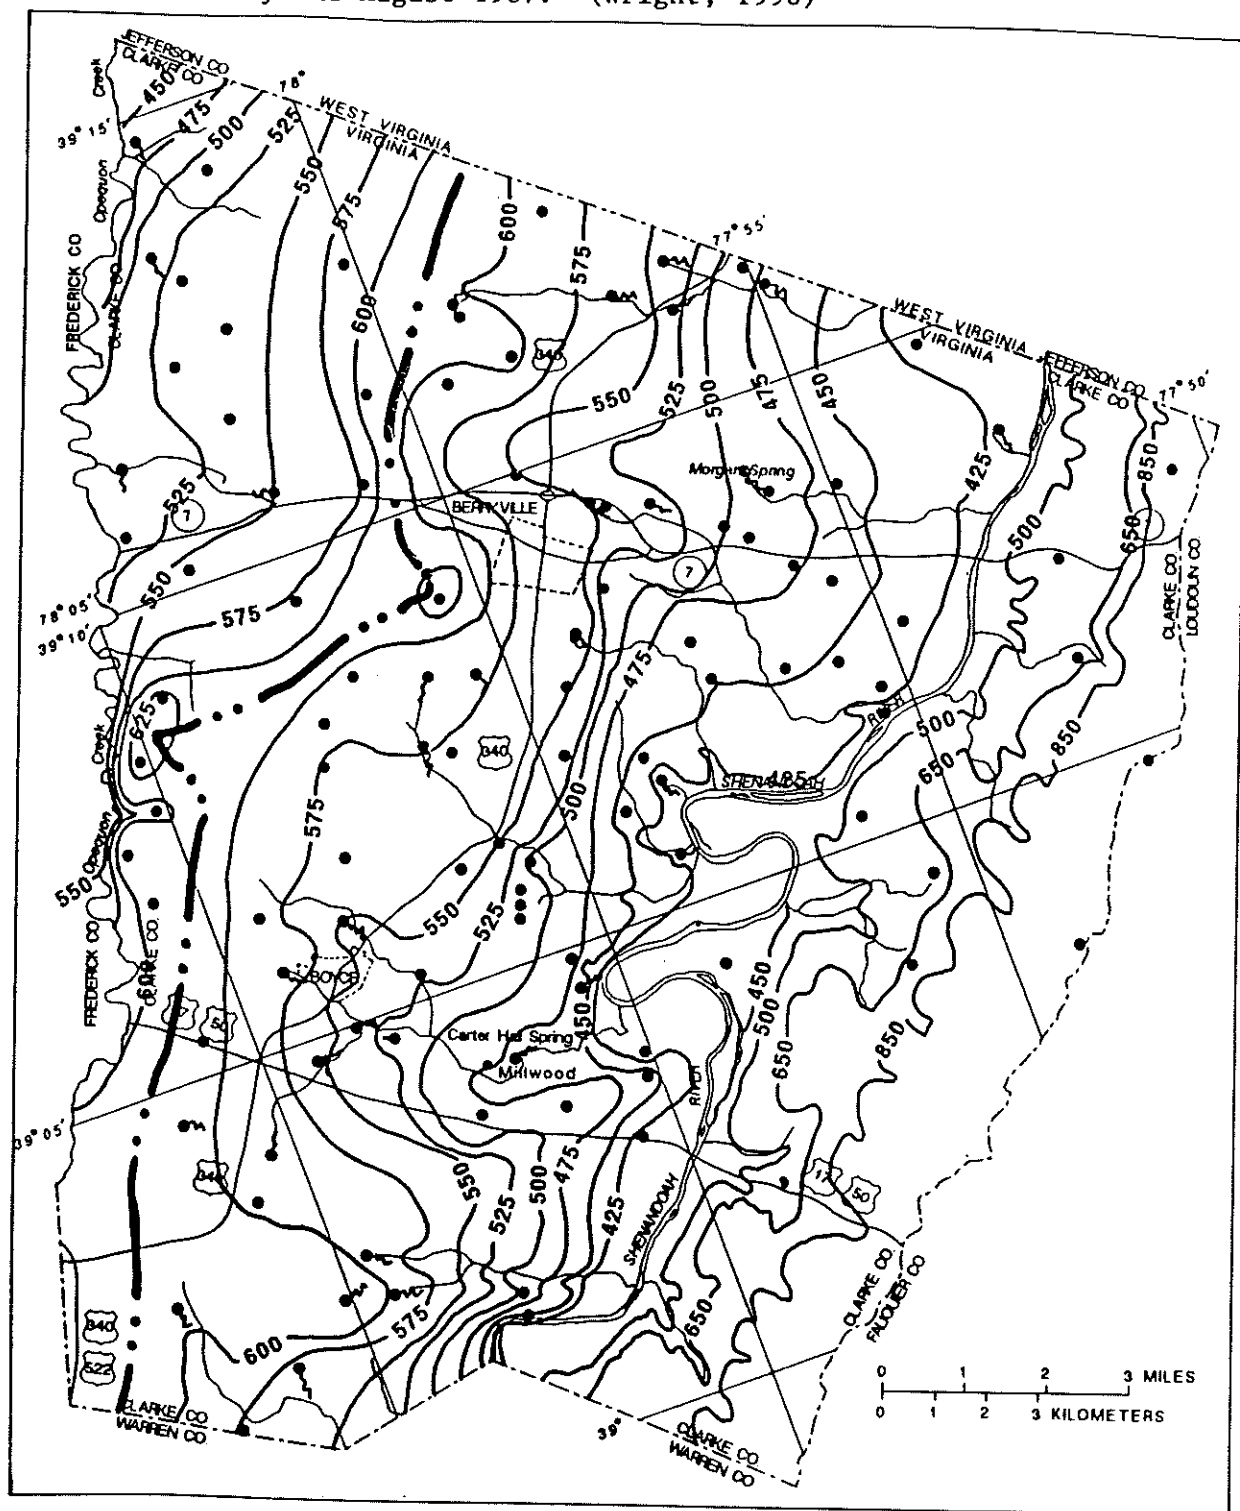 August 1987. (Wright, 1990)
JEFFERSON CO
CLARKE CO
Creek
450
475
500
525
78°
WEST VIRGINIA
VIRGINIA
39° 15'
550
575
600
600
575
77° 55'
Opequon
FREDERICK CO
CLARKE CO
WEST VIRGINIA
VIRGINIA
JEFFERSON CO
CLARKE CO
77° 50'
340
550
525
500
475
450
425
850
650
500
Morgan Spring
525
7
BERRYVILLE
7
CLARKE CO.
LOUDOUN CO.
550
575
78° 05'
39° 10'
475
625
Creek
340
RIVER
500
650
850
SHENANDOAH
500
575
Opequon
550
550
525
FREDERICK CO
CLARKE CO.
600
BOYCE
50
450
450
500
650
850
Carter Hall Spring
Millwood
RIVER
39° 05'
340
550
525
500
475
425
SHENANDOAH
17
50
CLARKE CO.
FAUQUIER CO
340
522
600
575
650
0 1 2 3 MILES
0 1 2 3 KILOMETERS
CLARKE CO
WARREN CO.
39°
CLARKE CO
WARREN CO